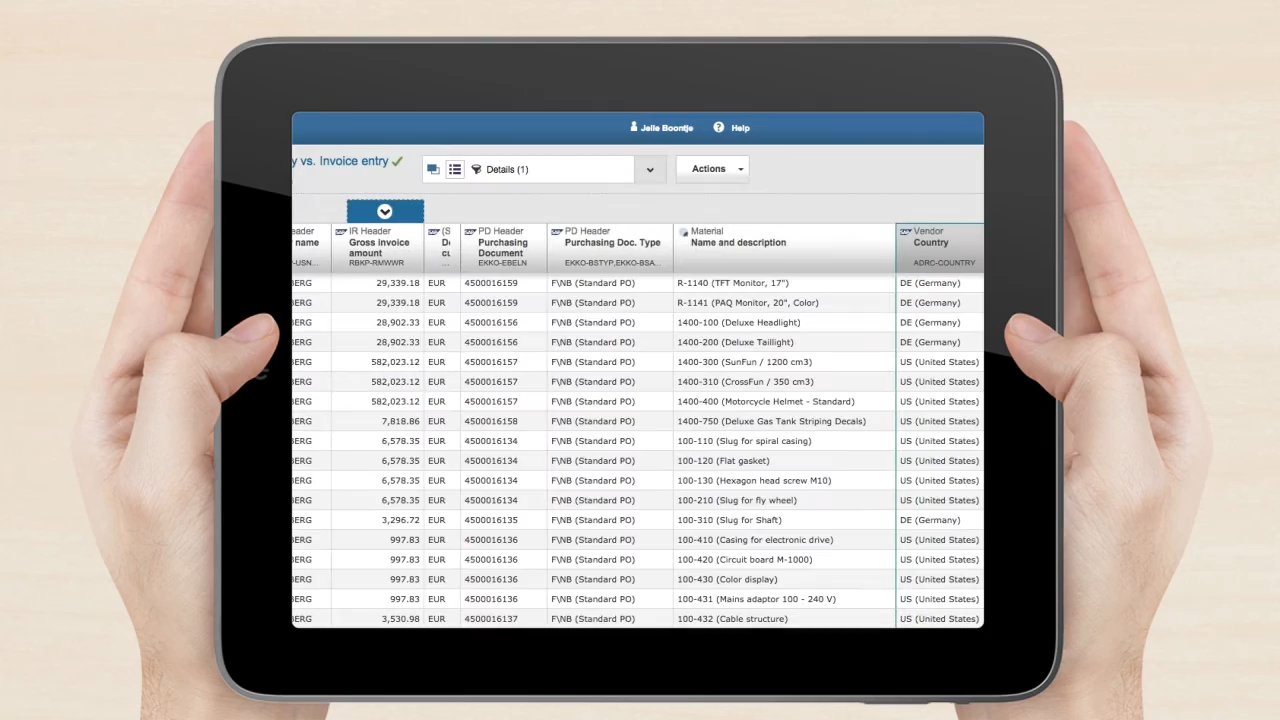 Jelle Boontje ? Help
y vs. Invoice entry Details (1) Actions
eader IR Header (S PD Header PD Header Material Vendor
name Gross invoice amount Purchasing Document Purchasing Doc. Type Name and description Country
-USN... RBKP-RMWWR ... EKKO-EBELN EKKO-BSTYP,EKKO-BSA... ADRC-COUNTRY
BERG 29,339.18 EUR 4500016159 F\NB (Standard PO) R-1140 (TFT Monitor, 17") DE (Germany)
BERG 29,339.18 EUR 4500016159 F\NB (Standard PO) R-1141 (PAQ Monitor, 20", Color) DE (Germany)
BERG 28,902.33 EUR 4500016156 F\NB (Standard PO) 1400-100 (Deluxe Headlight) DE (Germany)
BERG 28,902.33 EUR 4500016156 F\NB (Standard PO) 1400-200 (Deluxe Taillight) DE (Germany)
BERG 582,023.12 EUR 4500016157 F\NB (Standard PO) 1400-300 (SunFun / 1200 cm3) US (United States)
BERG 582,023.12 EUR 4500016157 F\NB (Standard PO) 1400-310 (CrossFun / 350 cm3) US (United States)
BERG 582,023.12 EUR 4500016157 F\NB (Standard PO) 1400-400 (Motorcycle Helmet - Standard) US (United States)
BERG 7,818.86 EUR 4500016158 F\NB (Standard PO) 1400-750 (Deluxe Gas Tank Striping Decals) US (United States)
BERG 6,578.35 EUR 4500016134 F\NB (Standard PO) 100-110 (Slug for spiral casing) US (United States)
BERG 6,578.35 EUR 4500016134 F\NB (Standard PO) 100-120 (Flat gasket) US (United States)
BERG 6,578.35 EUR 4500016134 F\NB (Standard PO) 100-130 (Hexagon head screw M10) US (United States)
BERG 6,578.35 EUR 4500016134 F\NB (Standard PO) 100-210 (Slug for fly wheel) US (United States)
BERG 3,296.72 EUR 4500016135 F\NB (Standard PO) 100-310 (Slug for Shaft) DE (Germany)
BERG 997.83 EUR 4500016136 F\NB (Standard PO) 100-410 (Casing for electronic drive) US (United States)
BERG 997.83 EUR 4500016136 F\NB (Standard PO) 100-420 (Circuit board M-1000) US (United States)
BERG 997.83 EUR 4500016136 F\NB (Standard PO) 100-430 (Color display) US (United States)
BERG 997.83 EUR 4500016136 F\NB (Standard PO) 100-431 (Mains adaptor 100 - 240 V) US (United States)
BERG 3,530.98 EUR 4500016137 F\NB (Standard PO) 100-432 (Cable structure) US (United States)